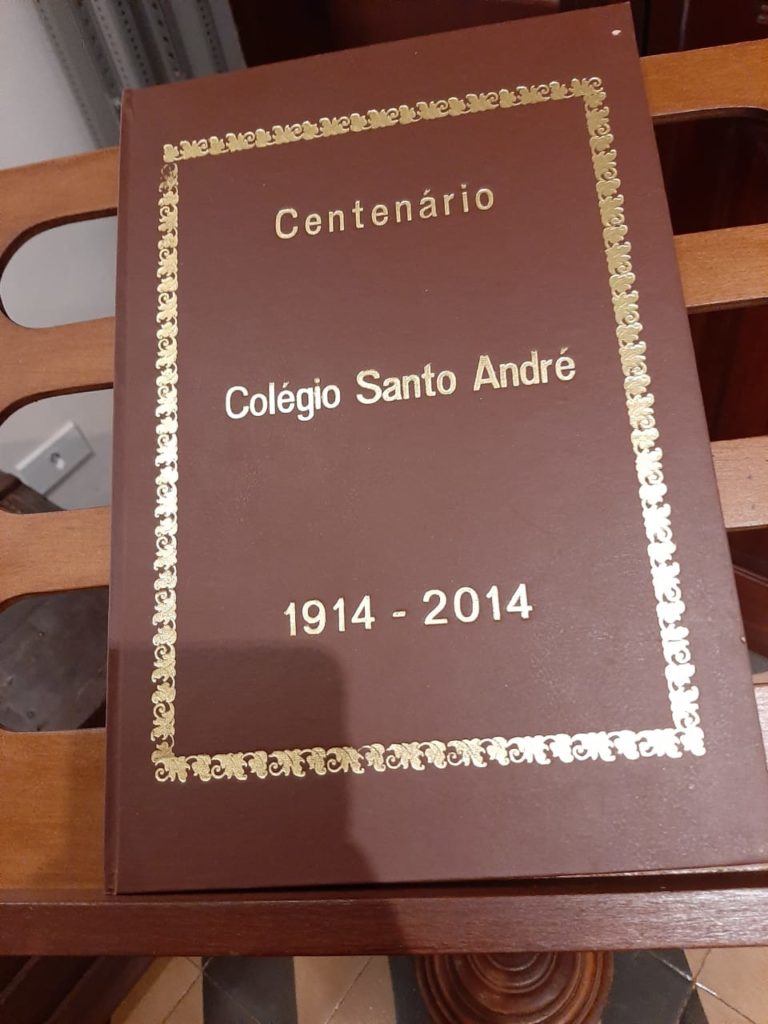 Centenário
Colégio Santo André
1914 - 2014